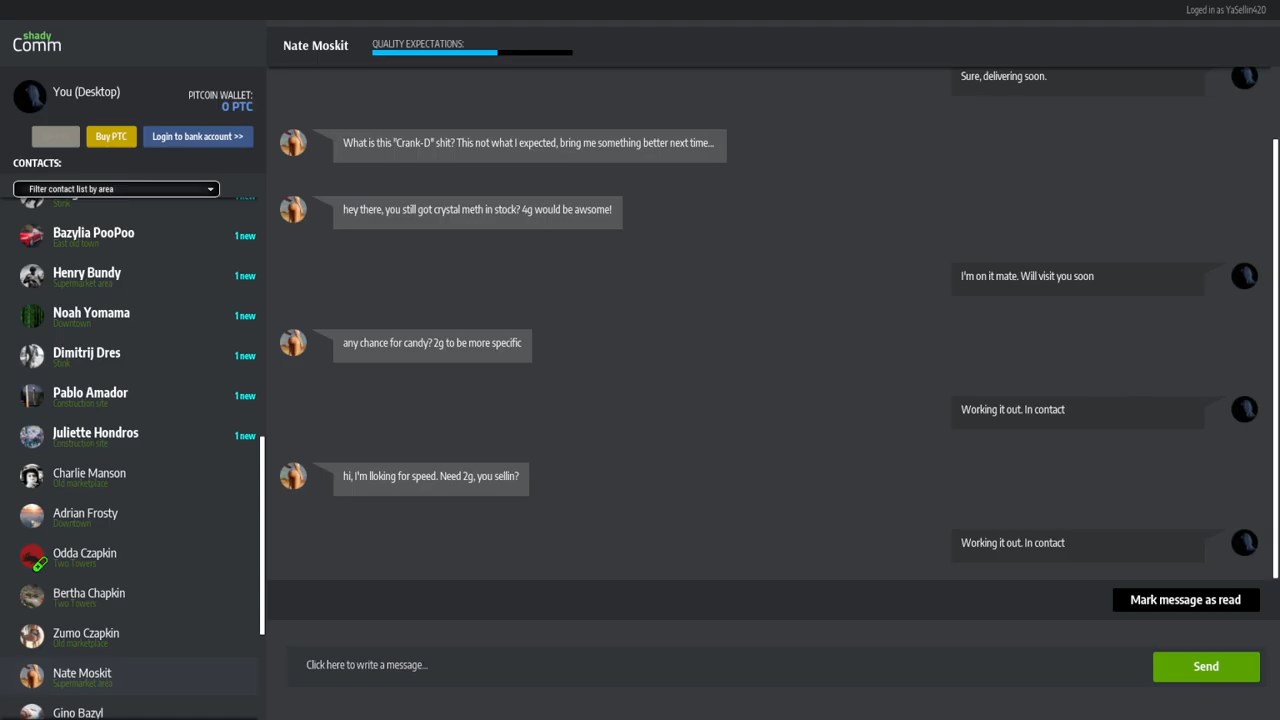 Loged in as YaSellin420
shady
Comm
You (Desktop)
PITCOIN WALLET:
0 PTC
Buy PTC
Login to bank account >>
CONTACTS:
Filter contact list by area
Stink
Bazylia PooPoo
1 new
East old town
Henry Bundy
1 new
Supermarket area
Noah Yomama
1 new
Downtown
Dimitrij Dres
1 new
Stink
Pablo Amador
1 new
Construction site
Juliette Hondros
1 new
Construction site
Charlie Manson
Old marketplace
Adrian Frosty
Downtown
Odda Czapkin
Two Towers
Bertha Chapkin
Two Towers
Zumo Czapkin
Old marketplace
Nate Moskit
Supermarket area
Gino Bazyl
Nate Moskit
QUALITY EXPECTATIONS:
Sure, delivering soon.
What is this "Crank-D" shit? This not what I expected, bring me something better next time...
hey there, you still got crystal meth in stock? 4g would be awsome!
I'm on it mate. Will visit you soon
any chance for candy? 2g to be more specific
Working it out. In contact
hi, I'm lloking for speed. Need 2g, you sellin?
Working it out. In contact
Mark message as read
Click here to write a message...
Send